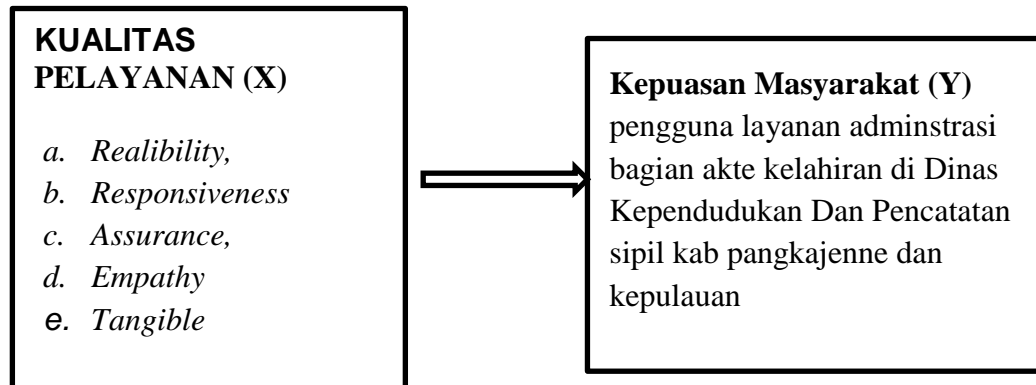 KUALITAS
PELAYANAN (X)
a. Realibility,
b. Responsiveness
c. Assurance,
d. Empathy
e. Tangible
Kepuasan Masyarakat (Y)
pengguna layanan adminstrasi
bagian akte kelahiran di Dinas
Kependudukan Dan Pencatatan
sipil kab pangkajenne dan
kepulauan